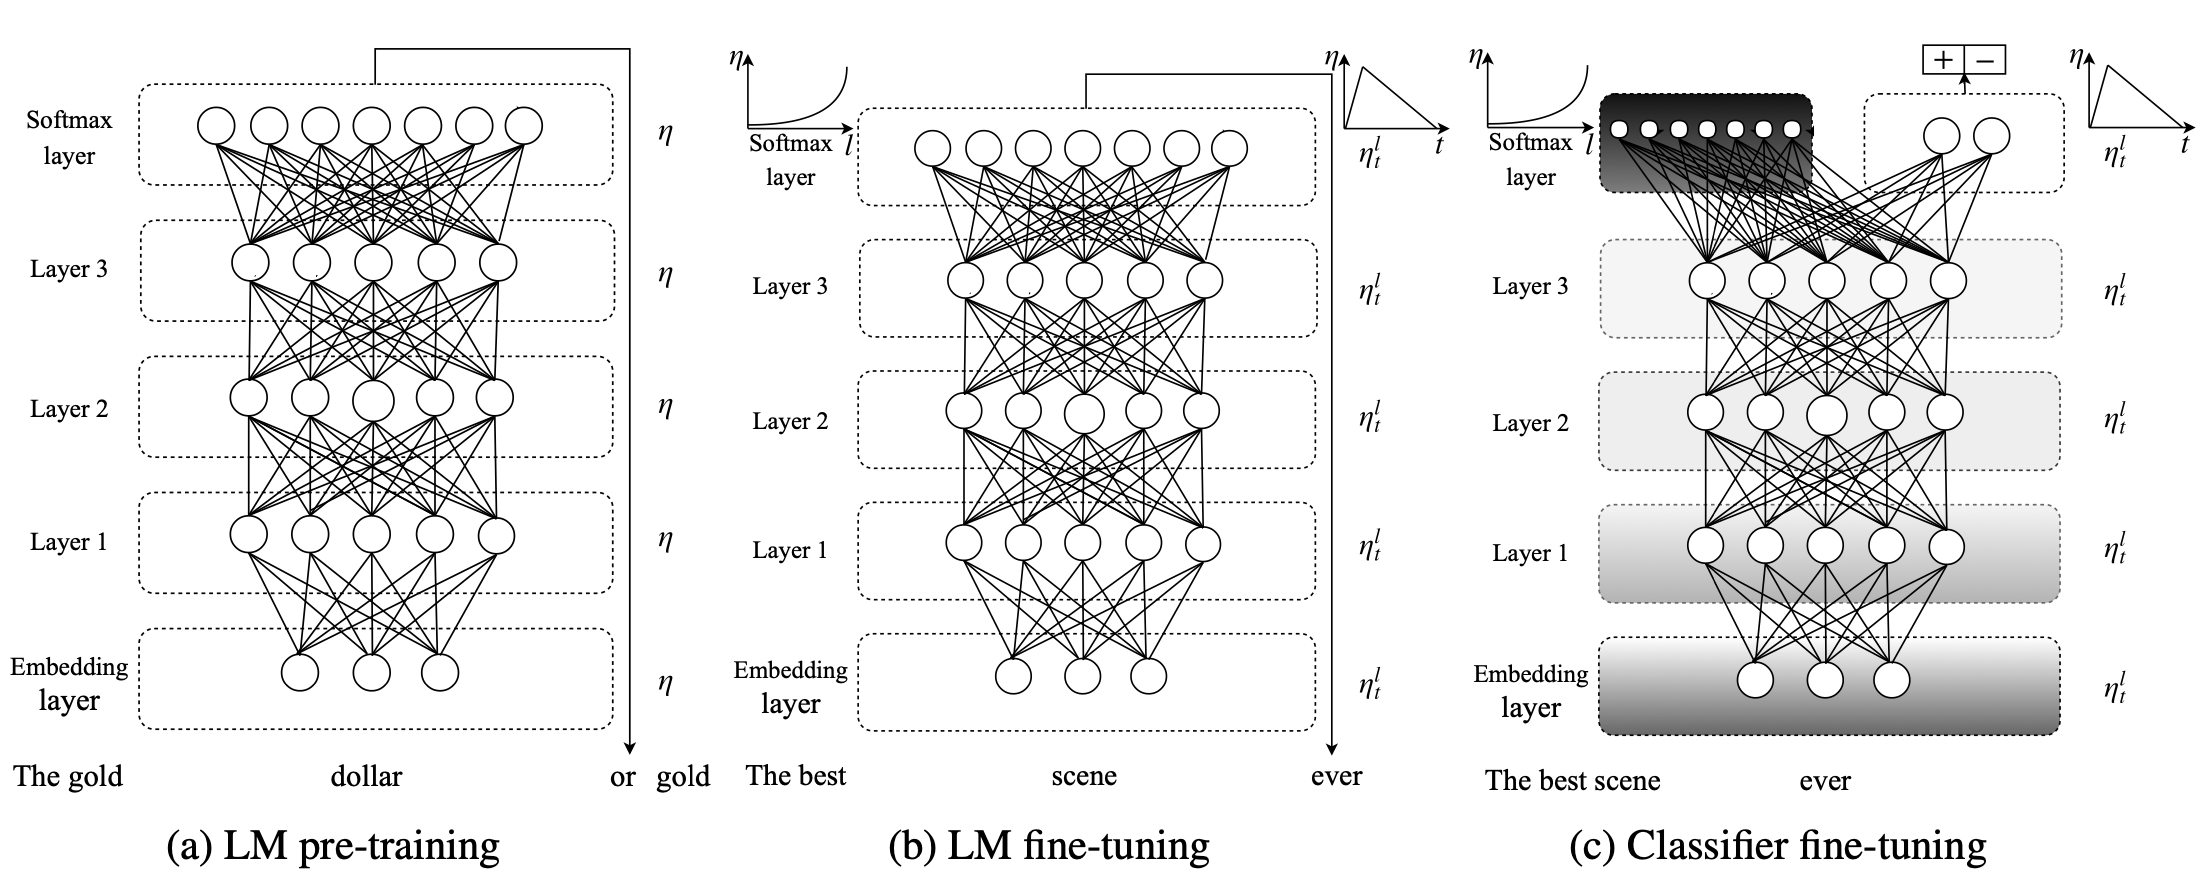 Softmax
layer
η
Layer 3
η
Layer 2
η
Layer 1
η
Embedding
layer
η
The gold dollar or gold
(a) LM pre-training
η
l
η
t
Softmax
layer
η_t^l
Layer 3
η_t^l
Layer 2
η_t^l
Layer 1
η_t^l
Embedding
layer
η_t^l
The best scene ever
(b) LM fine-tuning
η
l
+ −
η
t
Softmax
layer
η_t^l
Layer 3
η_t^l
Layer 2
η_t^l
Layer 1
η_t^l
Embedding
layer
η_t^l
The best scene ever
(c) Classifier fine-tuning